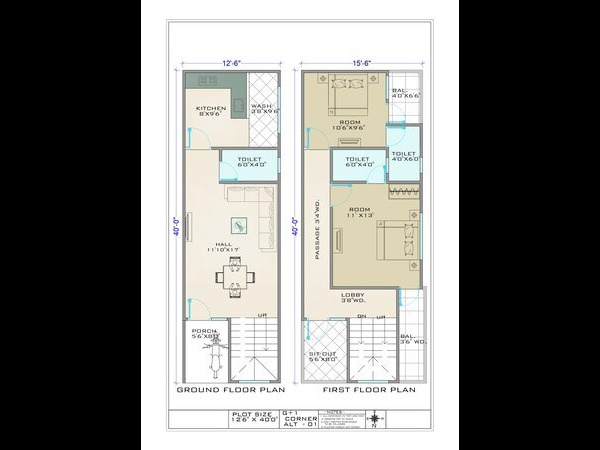 12'-6"
15'-6"
KITCHEN
8'X9'6"
WASH
3'8"X9'6"
BAL.
4'0"X6'6"
ROOM
10'6"X9'6"
TOILET
6'0"X4'0"
TOILET
6'0"X4'0"
TOILET
4'0"X6'0"
40'-0"
HALL
11'10"X17'
40'-0"
PASSAGE 3'4"WD.
ROOM
11' X 13'
LOBBY
3'8"WD.
UP
DN UP
PORCH
5'6"X8'0"
SIT OUT
5'6"X8'0"
BAL.
3'6" WD.
GROUND FLOOR PLAN
FIRST FLOOR PLAN
PLOT SIZE
12'6" X 40'0"
G+1
CORNER
ALT - 01
NOTES